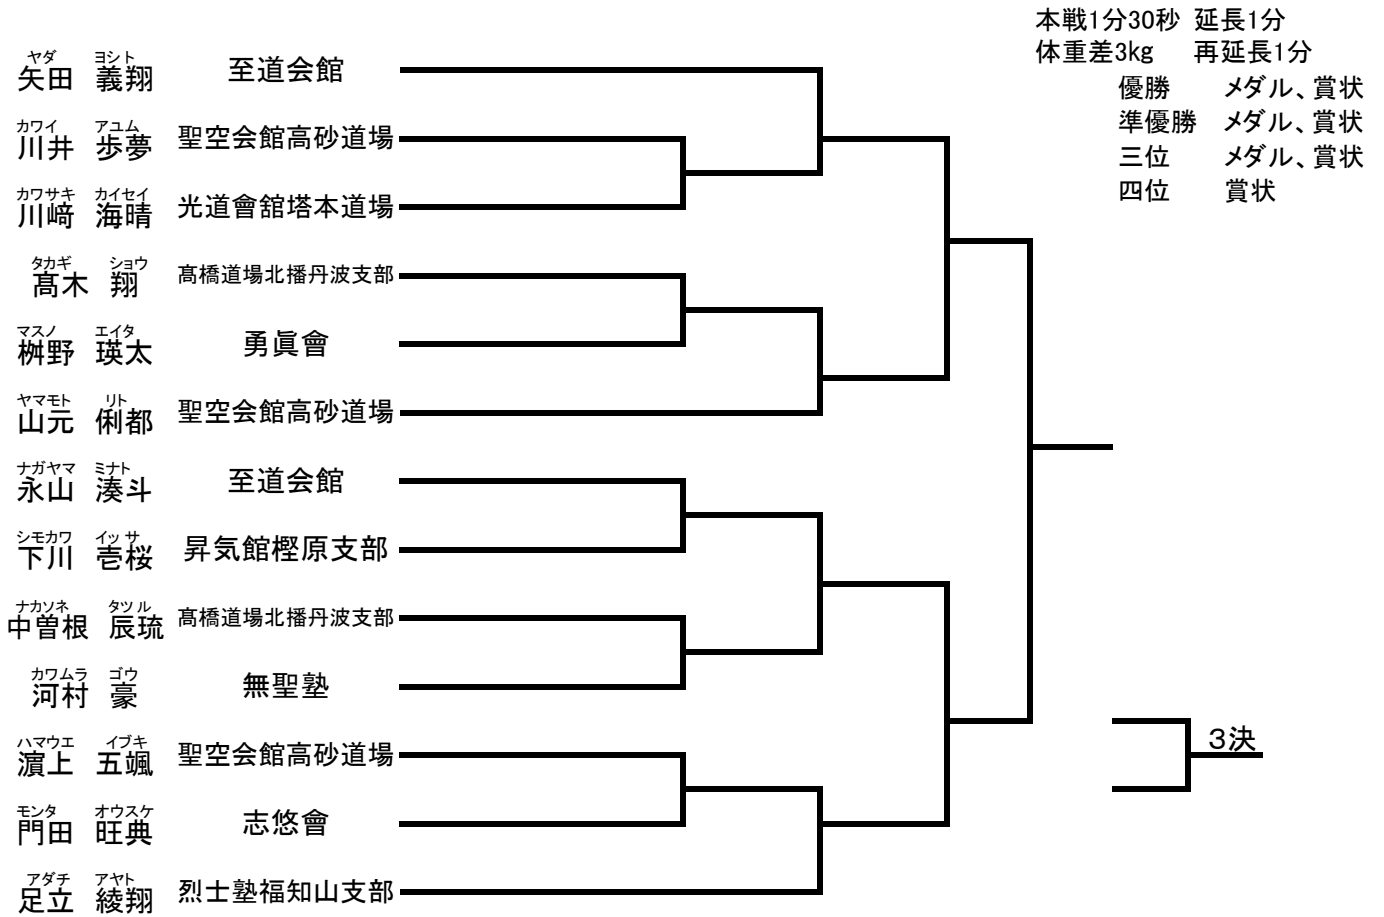 本戦1分30秒 延長1分
体重差3kg 再延長1分
優勝 メダル、賞状
準優勝 メダル、賞状
三位 メダル、賞状
四位 賞状
ヤダ ヨシト
矢田 義翔 至道会館
カワイ アユム
川井 歩夢 聖空会館高砂道場
カワサキ カイセイ
川﨑 海晴 光道會舘塔本道場
タカギ ショウ
髙木 翔 髙橋道場北播丹波支部
マスノ エイタ
桝野 瑛太 勇眞會
ヤマモト リト
山元 俐都 聖空会館高砂道場
ナガヤマ ミナト
永山 湊斗 至道会館
シモカワ イッサ
下川 壱桜 昇気館樫原支部
ナカソネ タツル
中曽根 辰琉 髙橋道場北播丹波支部
カワムラ ゴウ
河村 豪 無聖塾
ハマウエ イブキ
濵上 五颯 聖空会館高砂道場
3決
モンタ オウスケ
門田 旺典 志悠會
アダチ アヤト
足立 綾翔 烈士塾福知山支部